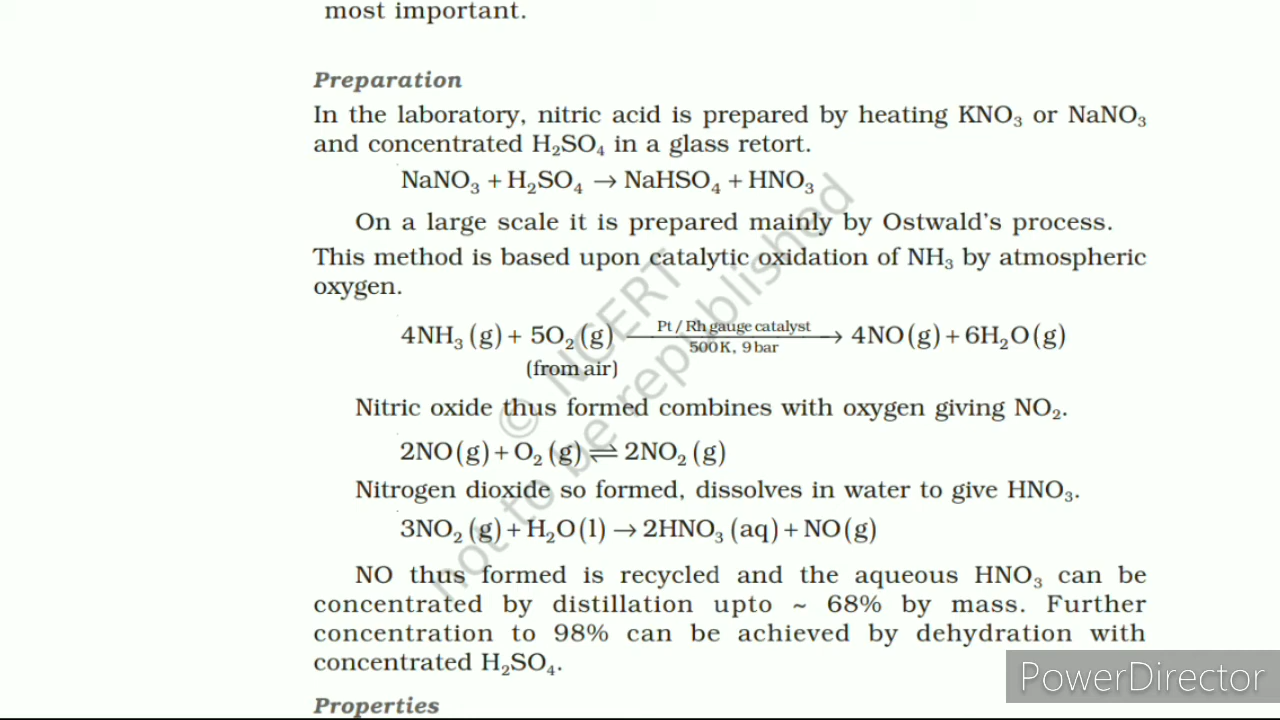 most important.
Preparation
In the laboratory, nitric acid is prepared by heating KNO₃ or NaNO₃
and concentrated H₂SO₄ in a glass retort.
NaNO₃ + H₂SO₄ → NaHSO₄ + HNO₃
On a large scale it is prepared mainly by Ostwald’s process.
This method is based upon catalytic oxidation of NH₃ by atmospheric
oxygen.
4NH₃ (g) + 5O₂ (g) Pt / Rh gauge catalyst 500 K, 9 bar → 4NO (g) + 6H₂O (g)
(from air)
Nitric oxide thus formed combines with oxygen giving NO₂.
2NO (g) + O₂ (g) ⇌ 2NO₂ (g)
Nitrogen dioxide so formed, dissolves in water to give HNO₃.
3NO₂ (g) + H₂O (l) → 2HNO₃ (aq) + NO (g)
NO thus formed is recycled and the aqueous HNO₃ can be
concentrated by distillation upto ~ 68% by mass. Further
concentration to 98% can be achieved by dehydration with
concentrated H₂SO₄.
Properties
© NCERT
not to be republished
PowerDirector